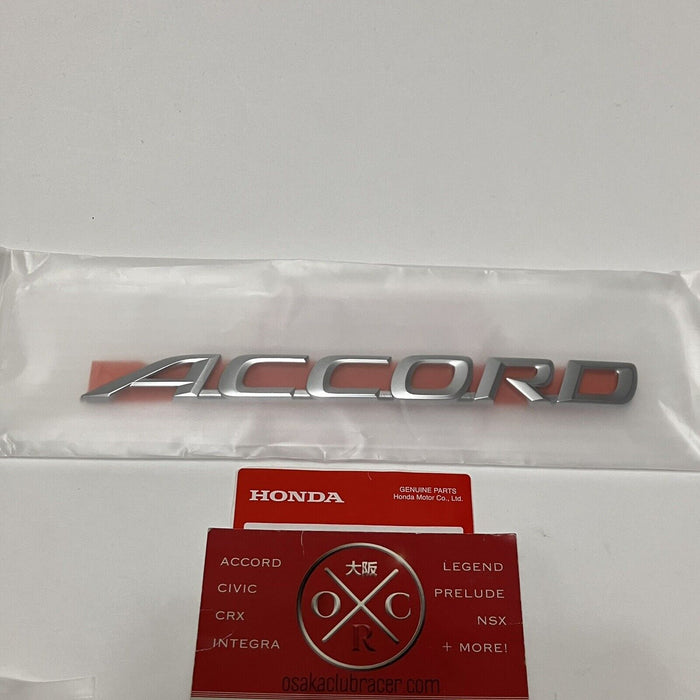 ACCORD
HONDA
GENUINE PARTS
Honda Motor Co., Ltd.
ACCORD
CIVIC
CRX
INTEGRA
大阪
O
C
R
LEGEND
PRELUDE
NSX
+ MORE!
osakaclubracer.com